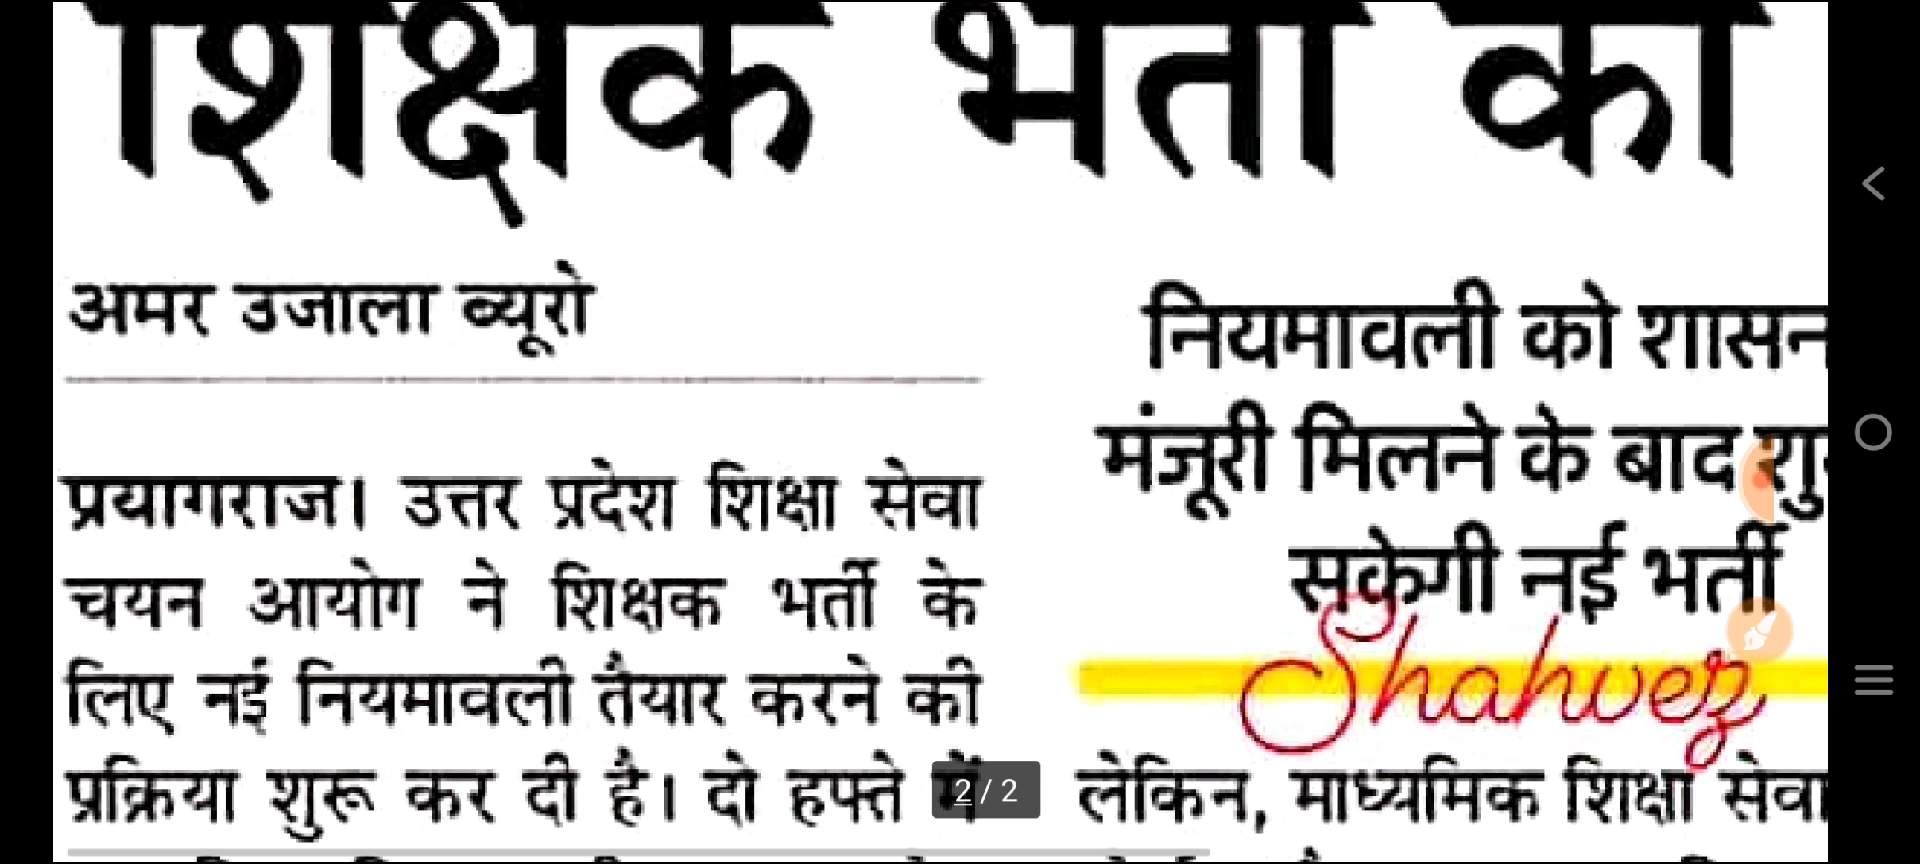 शिक्षक भर्ती
अमर उजाला ब्यूरो
प्रयागराज। उत्तर प्रदेश शिक्षा सेवा
चयन आयोग ने शिक्षक भर्ती के
लिए नई नियमावली तैयार करने की
प्रक्रिया शुरू कर दी है। दो हफ्ते में
नियमावली को शासन
मंजूरी मिलने के बाद
सकेगी नई भर्ती
Shahvez
लेकिन, माध्यमिक शिक्षा सेवा
2/2